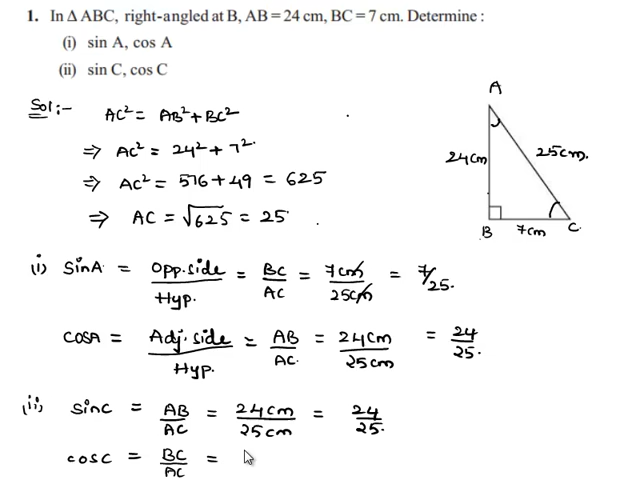 1. In Δ ABC, right-angled at B, AB = 24 cm, BC = 7 cm. Determine :
(i) sin A, cos A
(ii) sin C, cos C
Sol:- AC² = AB² + BC²
⇒ AC² = 24² + 7²
⇒ AC² = 576 + 49 = 625
⇒ AC = √625 = 25
A
24cm
25cm.
B 7cm C
(i) SinA = Opp.side/Hyp. = BC/AC = 7cm/25cm = 7/25.
COSA = Adj.side/Hyp. = AB/AC = 24cm/25cm = 24/25.
(ii) Sinc = AB/AC = 24cm/25cm = 24/25.
cosc = BC/AC =